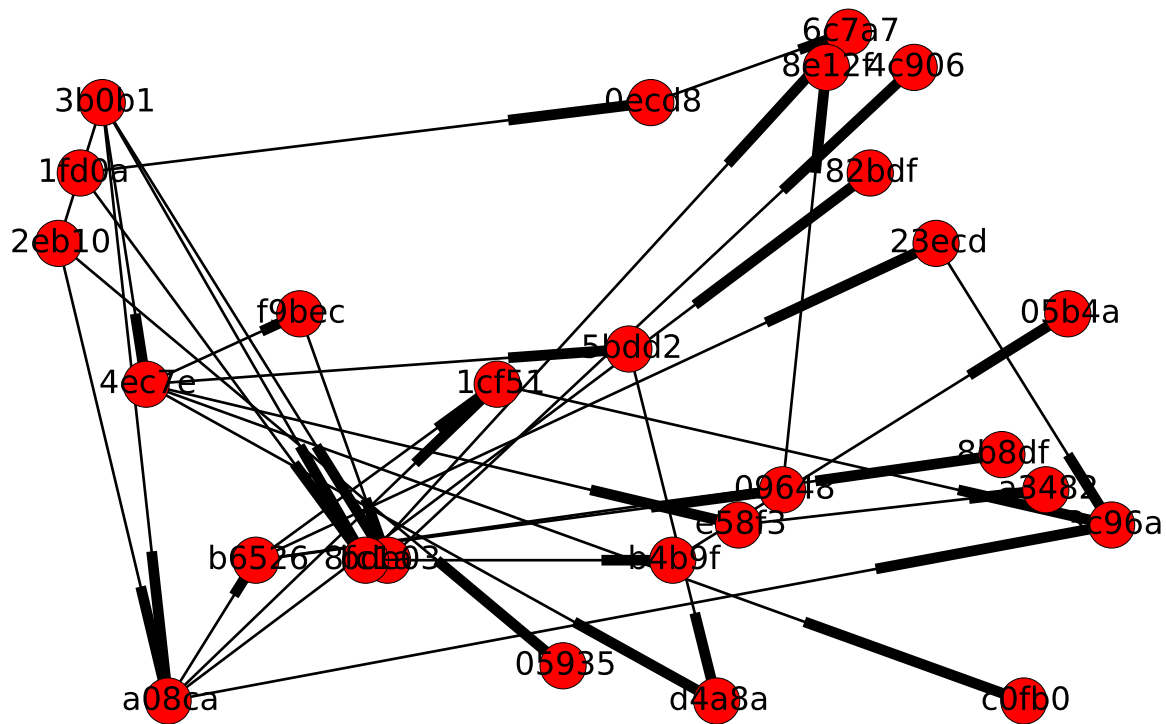 6c7a7
8e12f
4c906
3b0b1
0ecd8
1fd0a
82bdf
2eb10
23ecd
f9bec
05b4a
5bdd2
4ec7e
1cf51
8b8df
09648
a3482
e58f3
c96a
b6526
b4b9f
05935
a08ca
d4a8a
c0fb0